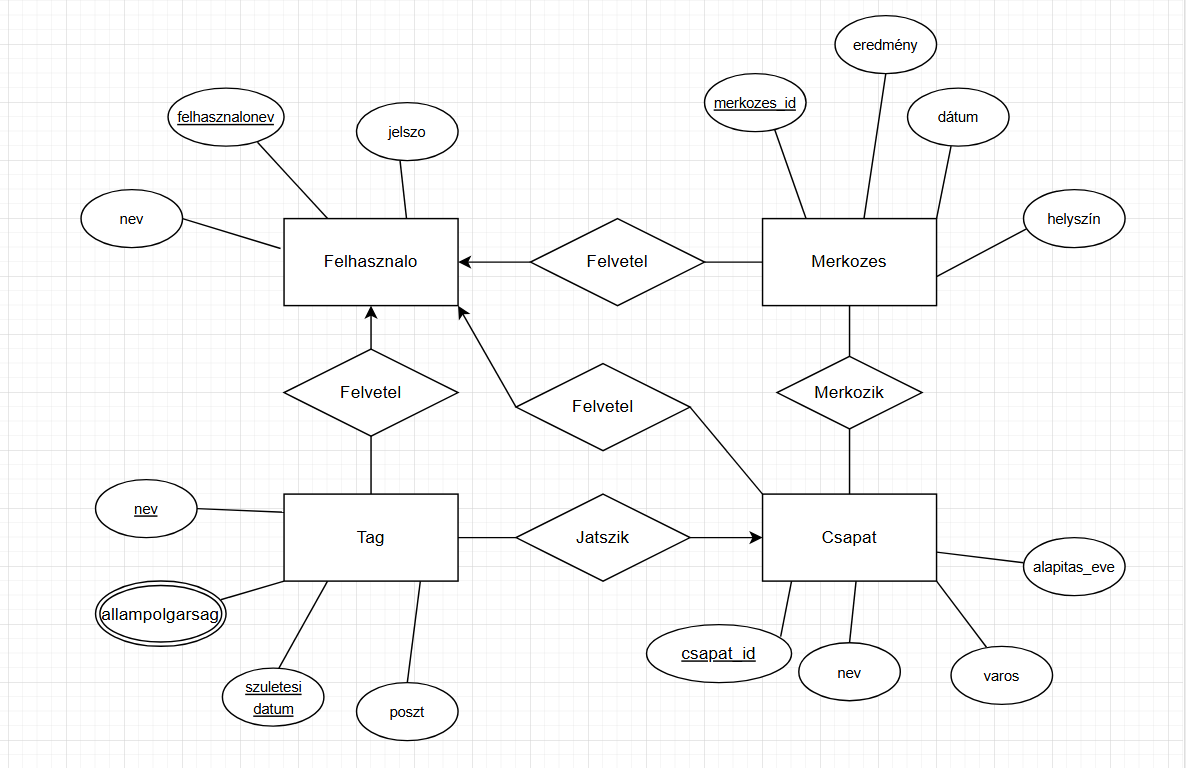 eredmény
merkozes_id
felhasznalonev
dátum
jelszo
nev
helyszín
Felhasznalo
Felvetel
Merkozes
Felvetel
Felvetel
Merkozik
nev
Tag
Jatszik
Csapat
alapitas_eve
allampolgarsag
csapat_id
nev
varos
szuletesi
datum
poszt